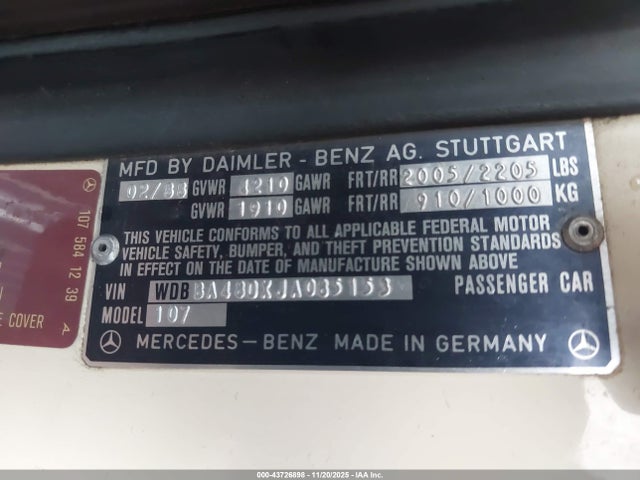 MFD BY DAIMLER - BENZ AG. STUTTGART
02/88 GVWR 4210 GAWR FRT/RR 2005/2205 LBS
GVWR 1910 GAWR FRT/RR 910/1000 KG
THIS VEHICLE CONFORMS TO ALL APPLICABLE FEDERAL MOTOR
VEHICLE SAFETY, BUMPER, AND THEFT PREVENTION STANDARDS
IN EFFECT ON THE DATE OF MANUFACTURE SHOWN ABOVE
VIN WDBBA48D PASSENGER CAR
MODEL 107
MERCEDES-BENZ MADE IN GERMANY
107 584 12 39
E COVER A
000-43726898 - 11/20/2025 - IAA Inc.